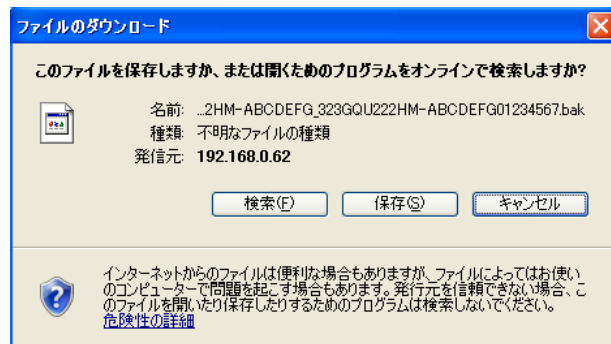 ファイルのダウンロード
このファイルを保存しますか、または開くためのプログラムをオンラインで検索しますか?
名前: ...2HM-ABCDEFG_323GQU222HM-ABCDEFG01234567.bak
種類: 不明なファイルの種類
発信元: 192.168.0.62
検索(F) 保存(S) キャンセル
インターネットからのファイルは便利な場合もありますが、ファイルによってはお使い
のコンピューターで問題を起こす場合もあります。発行元を信頼できない場合、こ
のファイルを開いたり保存したりするためのプログラムは検索しないでください。
危険性の詳細